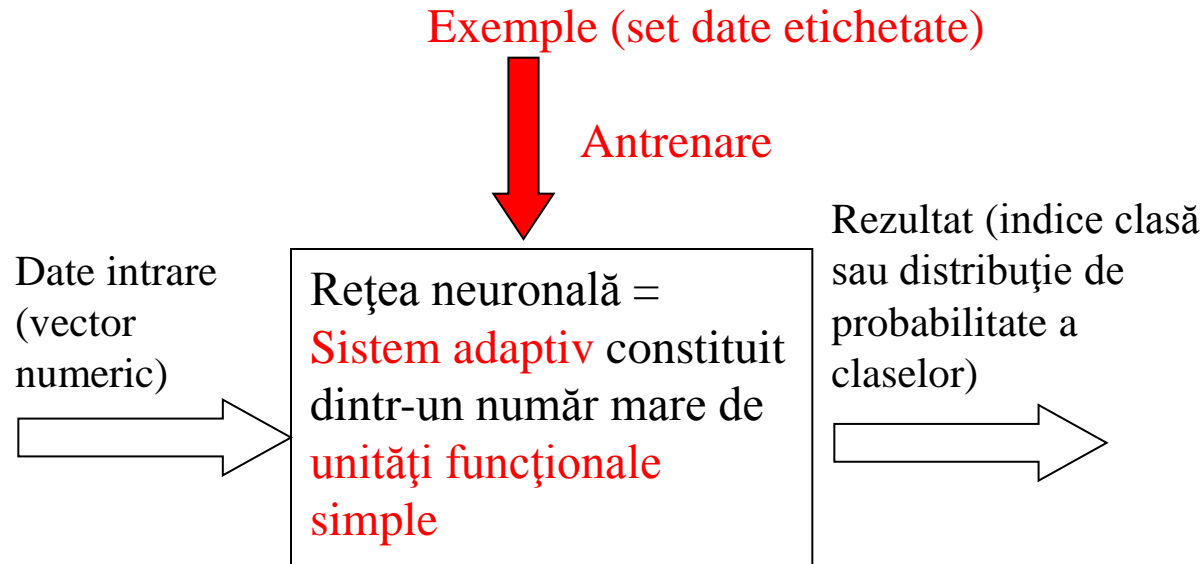 Exemple (set date etichetate)
Antrenare
Date intrare
(vector
numeric)
Reţea neuronală =
Sistem adaptiv constituit
dintr-un număr mare de
unităţi funcţionale
simple
Rezultat (indice clasă
sau distribuţie de
probabilitate a
claselor)